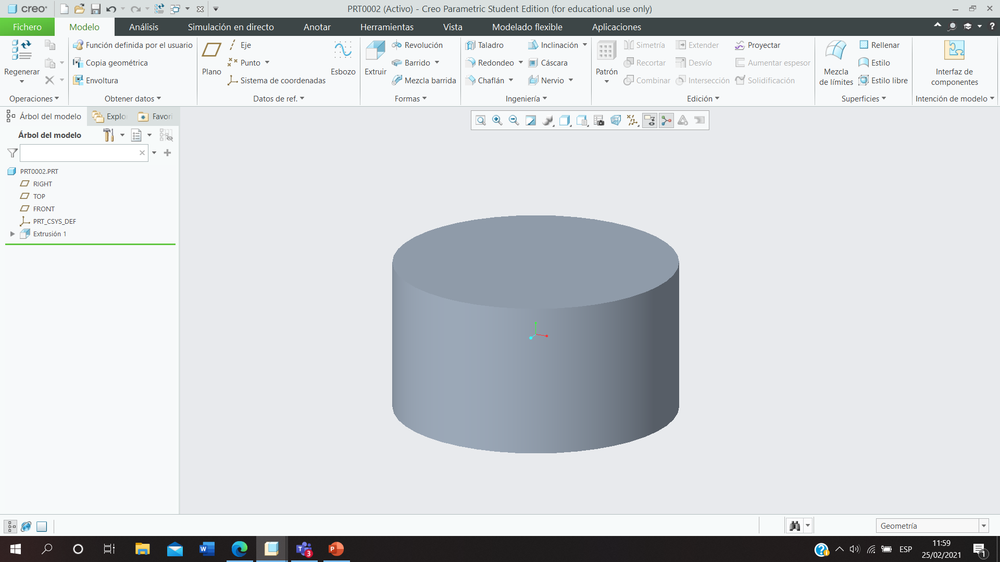 creo
PRT0002 (Activo) - Creo Parametric Student Edition (for educational use only)
Fichero Modelo Análisis Simulación en directo Anotar Herramientas Vista Modelado flexible Aplicaciones
Regenerar
Operaciones
Función definida por el usuario
Copia geométrica
Envoltura
Obtener datos
Plano
Eje
Punto
Sistema de coordenadas
Esbozo
Datos de ref.
Extruir
Revolución
Barrido
Mezcla barrida
Formas
Taladro
Redondeo
Chaflán
Inclinación
Cáscara
Nervio
Ingeniería
Patrón
Simetría
Recortar
Combinar
Extender
Desvío
Intersección
Proyectar
Aumentar espesor
Solidificación
Edición
Mezcla
de límites
Rellenar
Estilo
Estilo libre
Superficies
Interfaz de
componentes
Intención de modelo
Árbol del modelo Explo Favori
Árbol del modelo
PRT0002.PRT
RIGHT
TOP
FRONT
PRT_CSYS_DEF
Extrusión 1
Geometría
ESP
11:59
25/02/2021
3
1